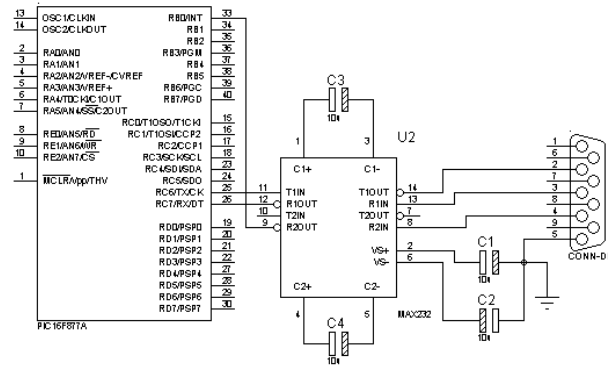 13 OSC1/CLKIN RB0/INT 33
14 OSC2/CLKOUT RB1 34
RB2 35
2 RA0/AN0 RB3/PGM 36
3 RA1/AN1 RB4 37
4 RA2/AN2/VREF-/CVREF RB5 38
5 RA3/AN3/VREF+ RB6/PGC 39
6 RA4/T0CKI/C1OUT RB7/PGD 40
7 RA5/AN4/SS/C2OUT
RC0/T1OSO/T1CKI 15
8 RE0/AN5/RD RC1/T1OSI/CCP2 16
9 RE1/AN6/WR RC2/CCP1 17
10 RE2/AN7/CS RC3/SCK/SCL 18
RC4/SDI/SDA 23
1 MCLR/Vpp/THV RC5/SDO 24
RC6/TX/CK 25
RC7/RX/DT 26
RD0/PSP0 19
RD1/PSP1 20
RD2/PSP2 21
RD3/PSP3 22
RD4/PSP4 27
RD5/PSP5 28
RD6/PSP6 29
RD7/PSP7 30
PIC16F877A
C3
10u
1 3
U2
C1+ C1-
11 T1IN T1OUT 14
12 R1OUT R1IN 13
10 T2IN T2OUT 7
9 R2OUT R2IN 8
VS+ 2
VS- 6
C2+ C2-
4 5
MAX232
C4
10u
C1
10u
C2
10u
1
6
2
7
3
8
4
9
5
CONN-D